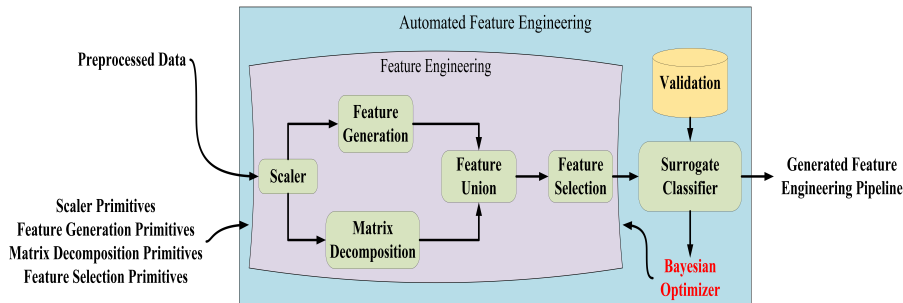 Automated Feature Engineering
Preprocessed Data
Feature Engineering
Validation
Feature
Generation
Scaler
Feature
Union
Feature
Selection
Surrogate
Classifier
Generated Feature
Engineering Pipeline
Scaler Primitives
Feature Generation Primitives
Matrix Decomposition Primitives
Feature Selection Primitives
Matrix
Decomposition
Bayesian
Optimizer